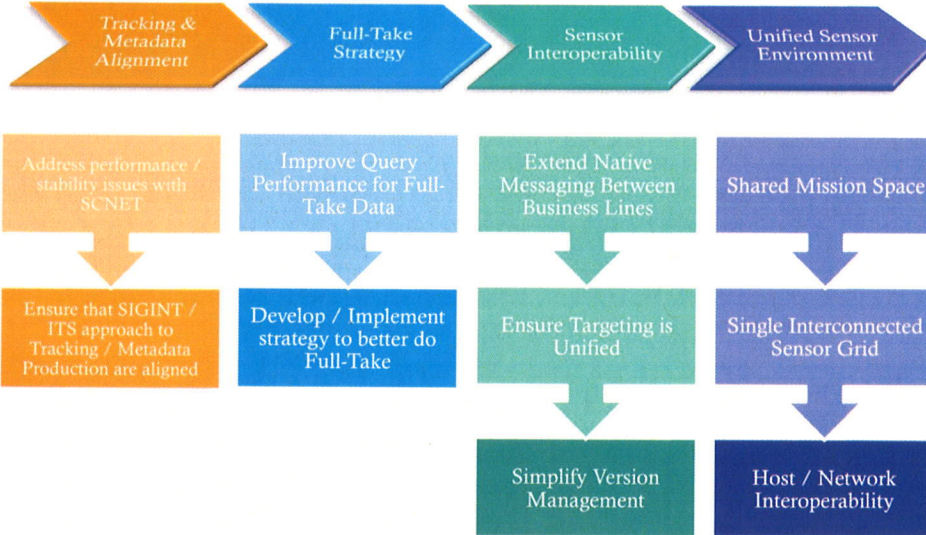 Tracking &
Metadata
Alignment
Full-Take
Strategy
Sensor
Interoperability
Unified Sensor
Environment
Address performance /
stability issues with
SCNET
Ensure that SIGINT /
ITS approach to
Tracking / Metadata
Production are aligned
Improve Query
Performance for Full-
Take Data
Develop / Implement
strategy to better do
Full-Take
Extend Native
Messaging Between
Business Lines
Ensure Targeting is
Unified
Simplify Version
Management
Shared Mission Space
Single Interconnected
Sensor Grid
Host / Network
Interoperability